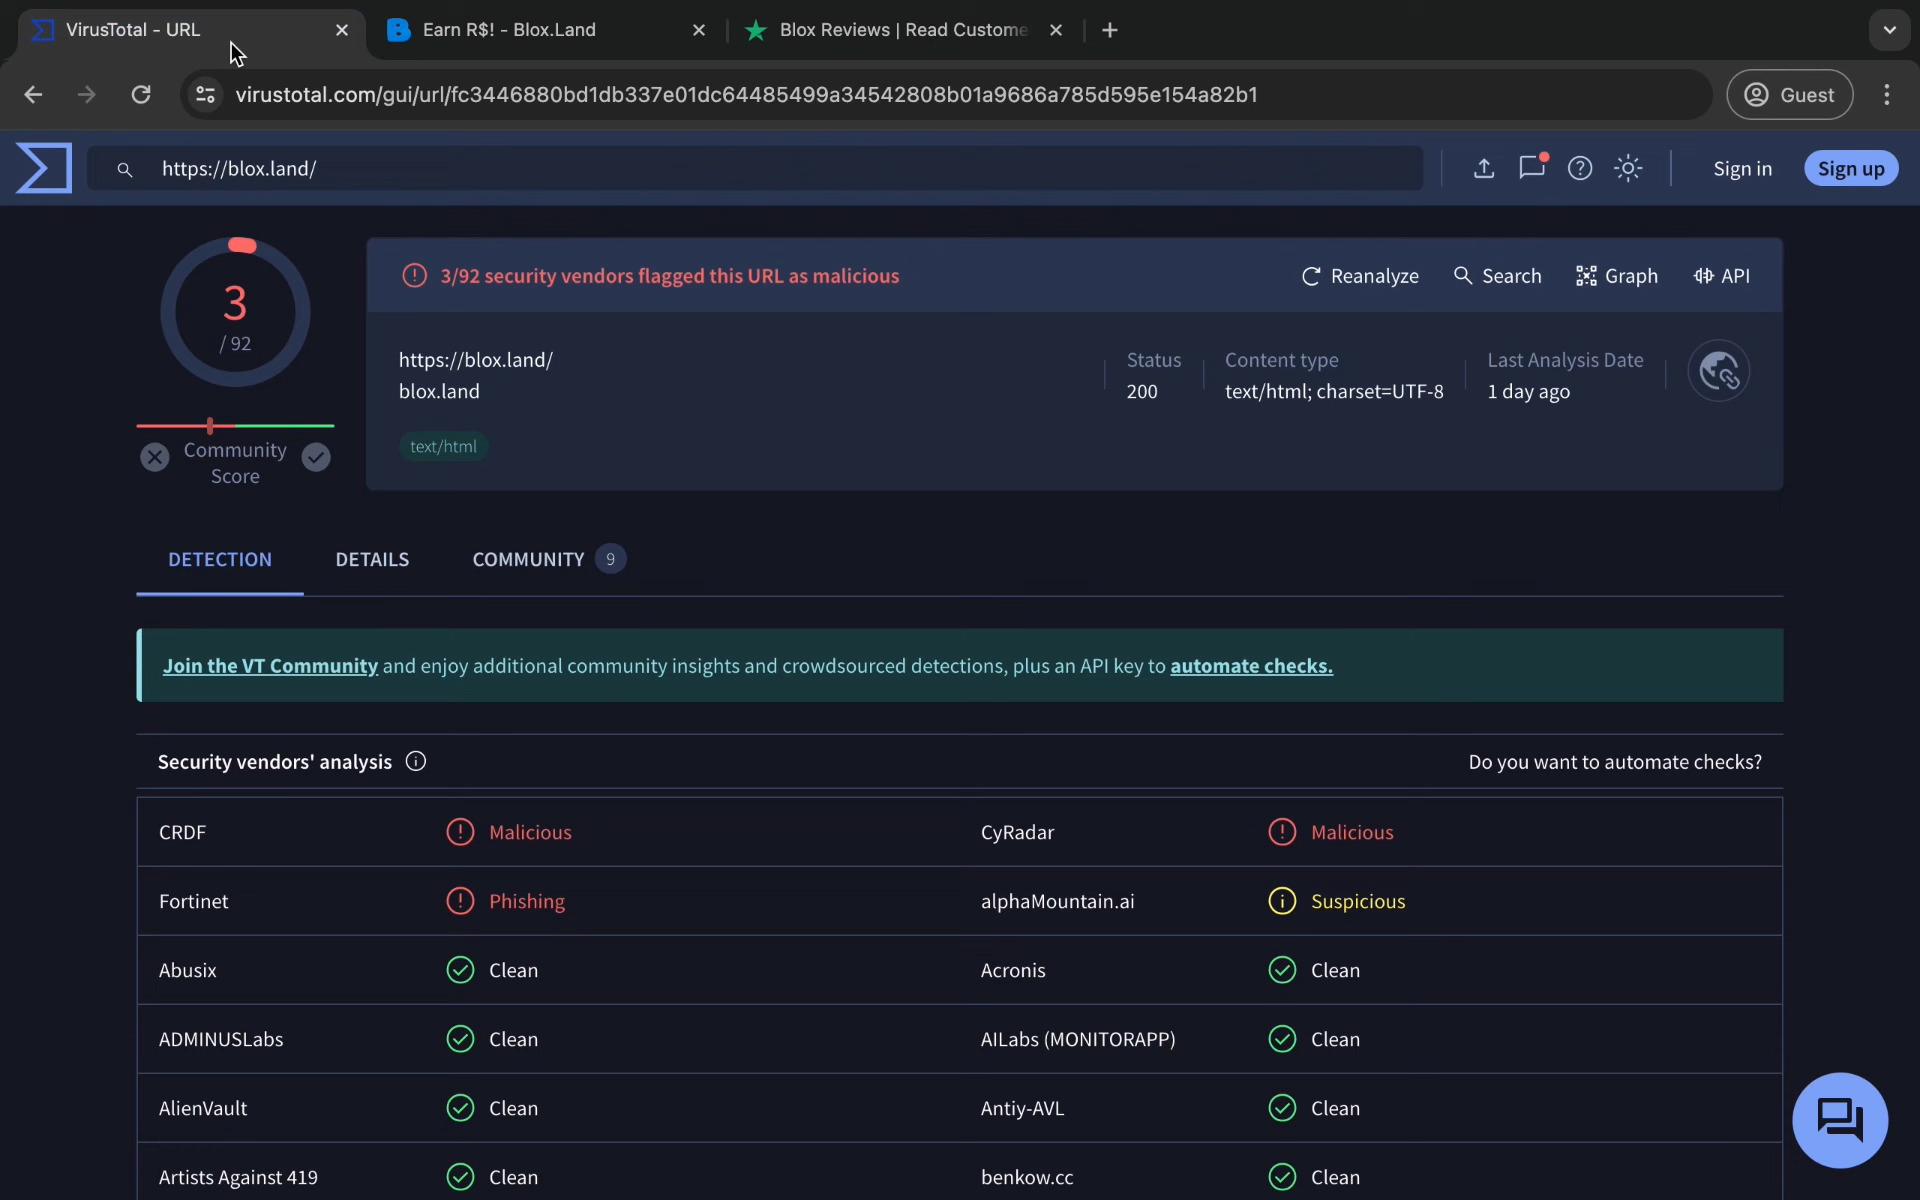 VirusTotal - URL
Earn R$! - Blox.Land
Blox Reviews | Read Custome
virustotal.com/gui/url/fc3446880bd1db337e01dc64485499a34542808b01a9686a785d595e154a82b1
Guest
https://blox.land/
Sign in
Sign up
3
/ 92
Community
Score
3/92 security vendors flagged this URL as malicious
Reanalyze
Search
Graph
API
https://blox.land/
blox.land
text/html
Status
200
Content type
text/html; charset=UTF-8
Last Analysis Date
1 day ago
DETECTION
DETAILS
COMMUNITY 9
Join the VT Community and enjoy additional community insights and crowdsourced detections, plus an API key to automate checks.
Security vendors' analysis
Do you want to automate checks?
CRDF Malicious CyRadar Malicious
Fortinet Phishing alphaMountain.ai Suspicious
Abusix Clean Acronis Clean
ADMINUSLabs Clean AILabs (MONITORAPP) Clean
AlienVault Clean Antiy-AVL Clean
Artists Against 419 Clean benkow.cc Clean